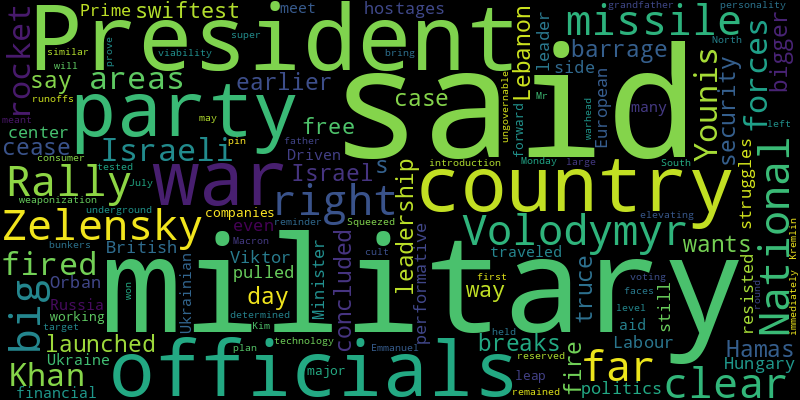 rocket
Prime
swiftest
meet
hostages
grandfather
personality
President
super
leader
missile
North
similar
viability
bring
will
prove
Lebanon
side
barrage
forces
bigger
say
areas
earlier
said
European
security
runoffs
party
case
many
Younis
meant
may
Mr
warhead
left
center
free
pin
forward
ungovernable
cease
Israeli
Driven
father
Monday
large
struggles
consumer
war
Israel
s
introduction
South
Rally
tested
July
right
leadership
country
elevating
National
weaponization
underground
companies
reminder
Squeezed
Zelensky
even
Volodymyr
wants
bunkers
British
Macron
cult
performative
traveled
Kremlin
immediately
fired
Orban
Ukrainian
Viktor
pulled
Minister
concluded
military
first
way
truce
voting
resisted
round
big
Russia
won
day
faces
still
working
determined
Kim
level
target
held
aid
launched
plan
technology
breaks
Labour
Hamas
Ukraine
officials
Emmanuel
reserved
fire
far
Hungary
Khan
major
leap
politics
clear
financial
remained